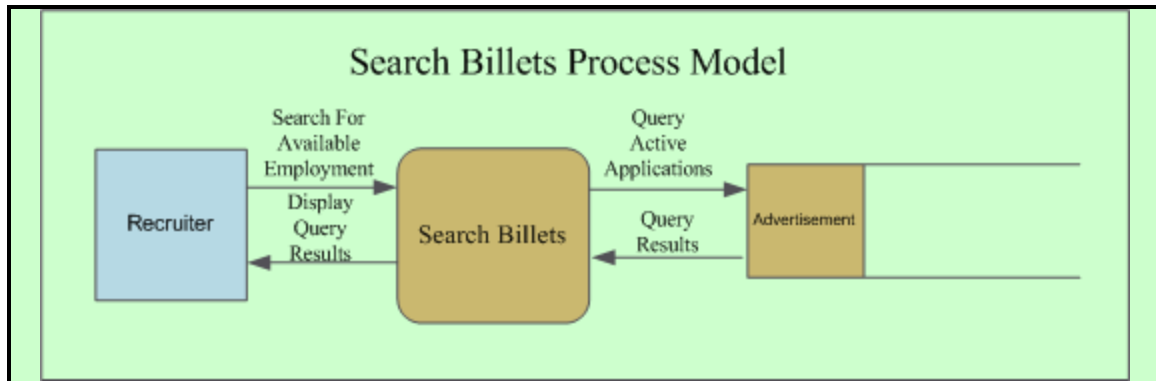 Search Billets Process Model
Search For
Available
Employment
Query
Active
Applications
Recruiter
Display
Query
Results
Search Billets
Query
Results
Advertisement